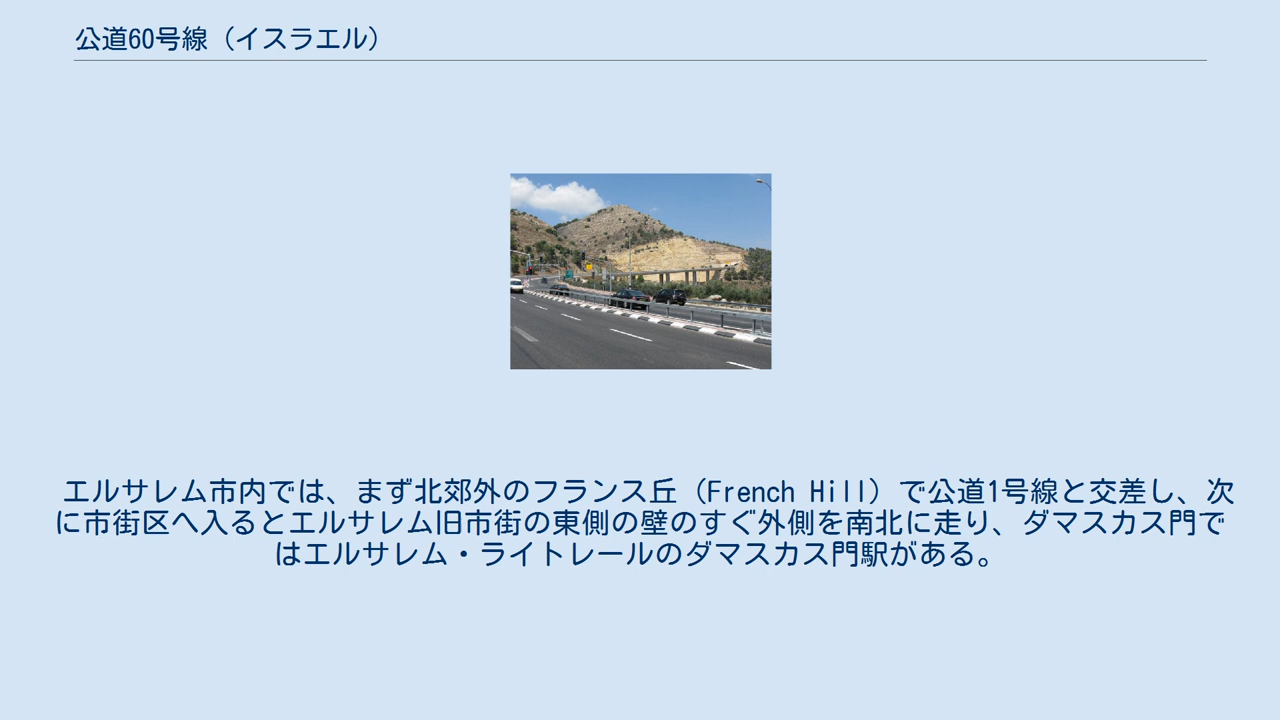 公道60号線（イスラエル）
エルサレム市内では、まず北郊外のフランス丘（French Hill）で公道1号線と交差し、次
に市街区へ入るとエルサレム旧市街の東側の壁のすぐ外側を南北に走り、ダマスカス門で
はエルサレム・ライトレールのダマスカス門駅がある。